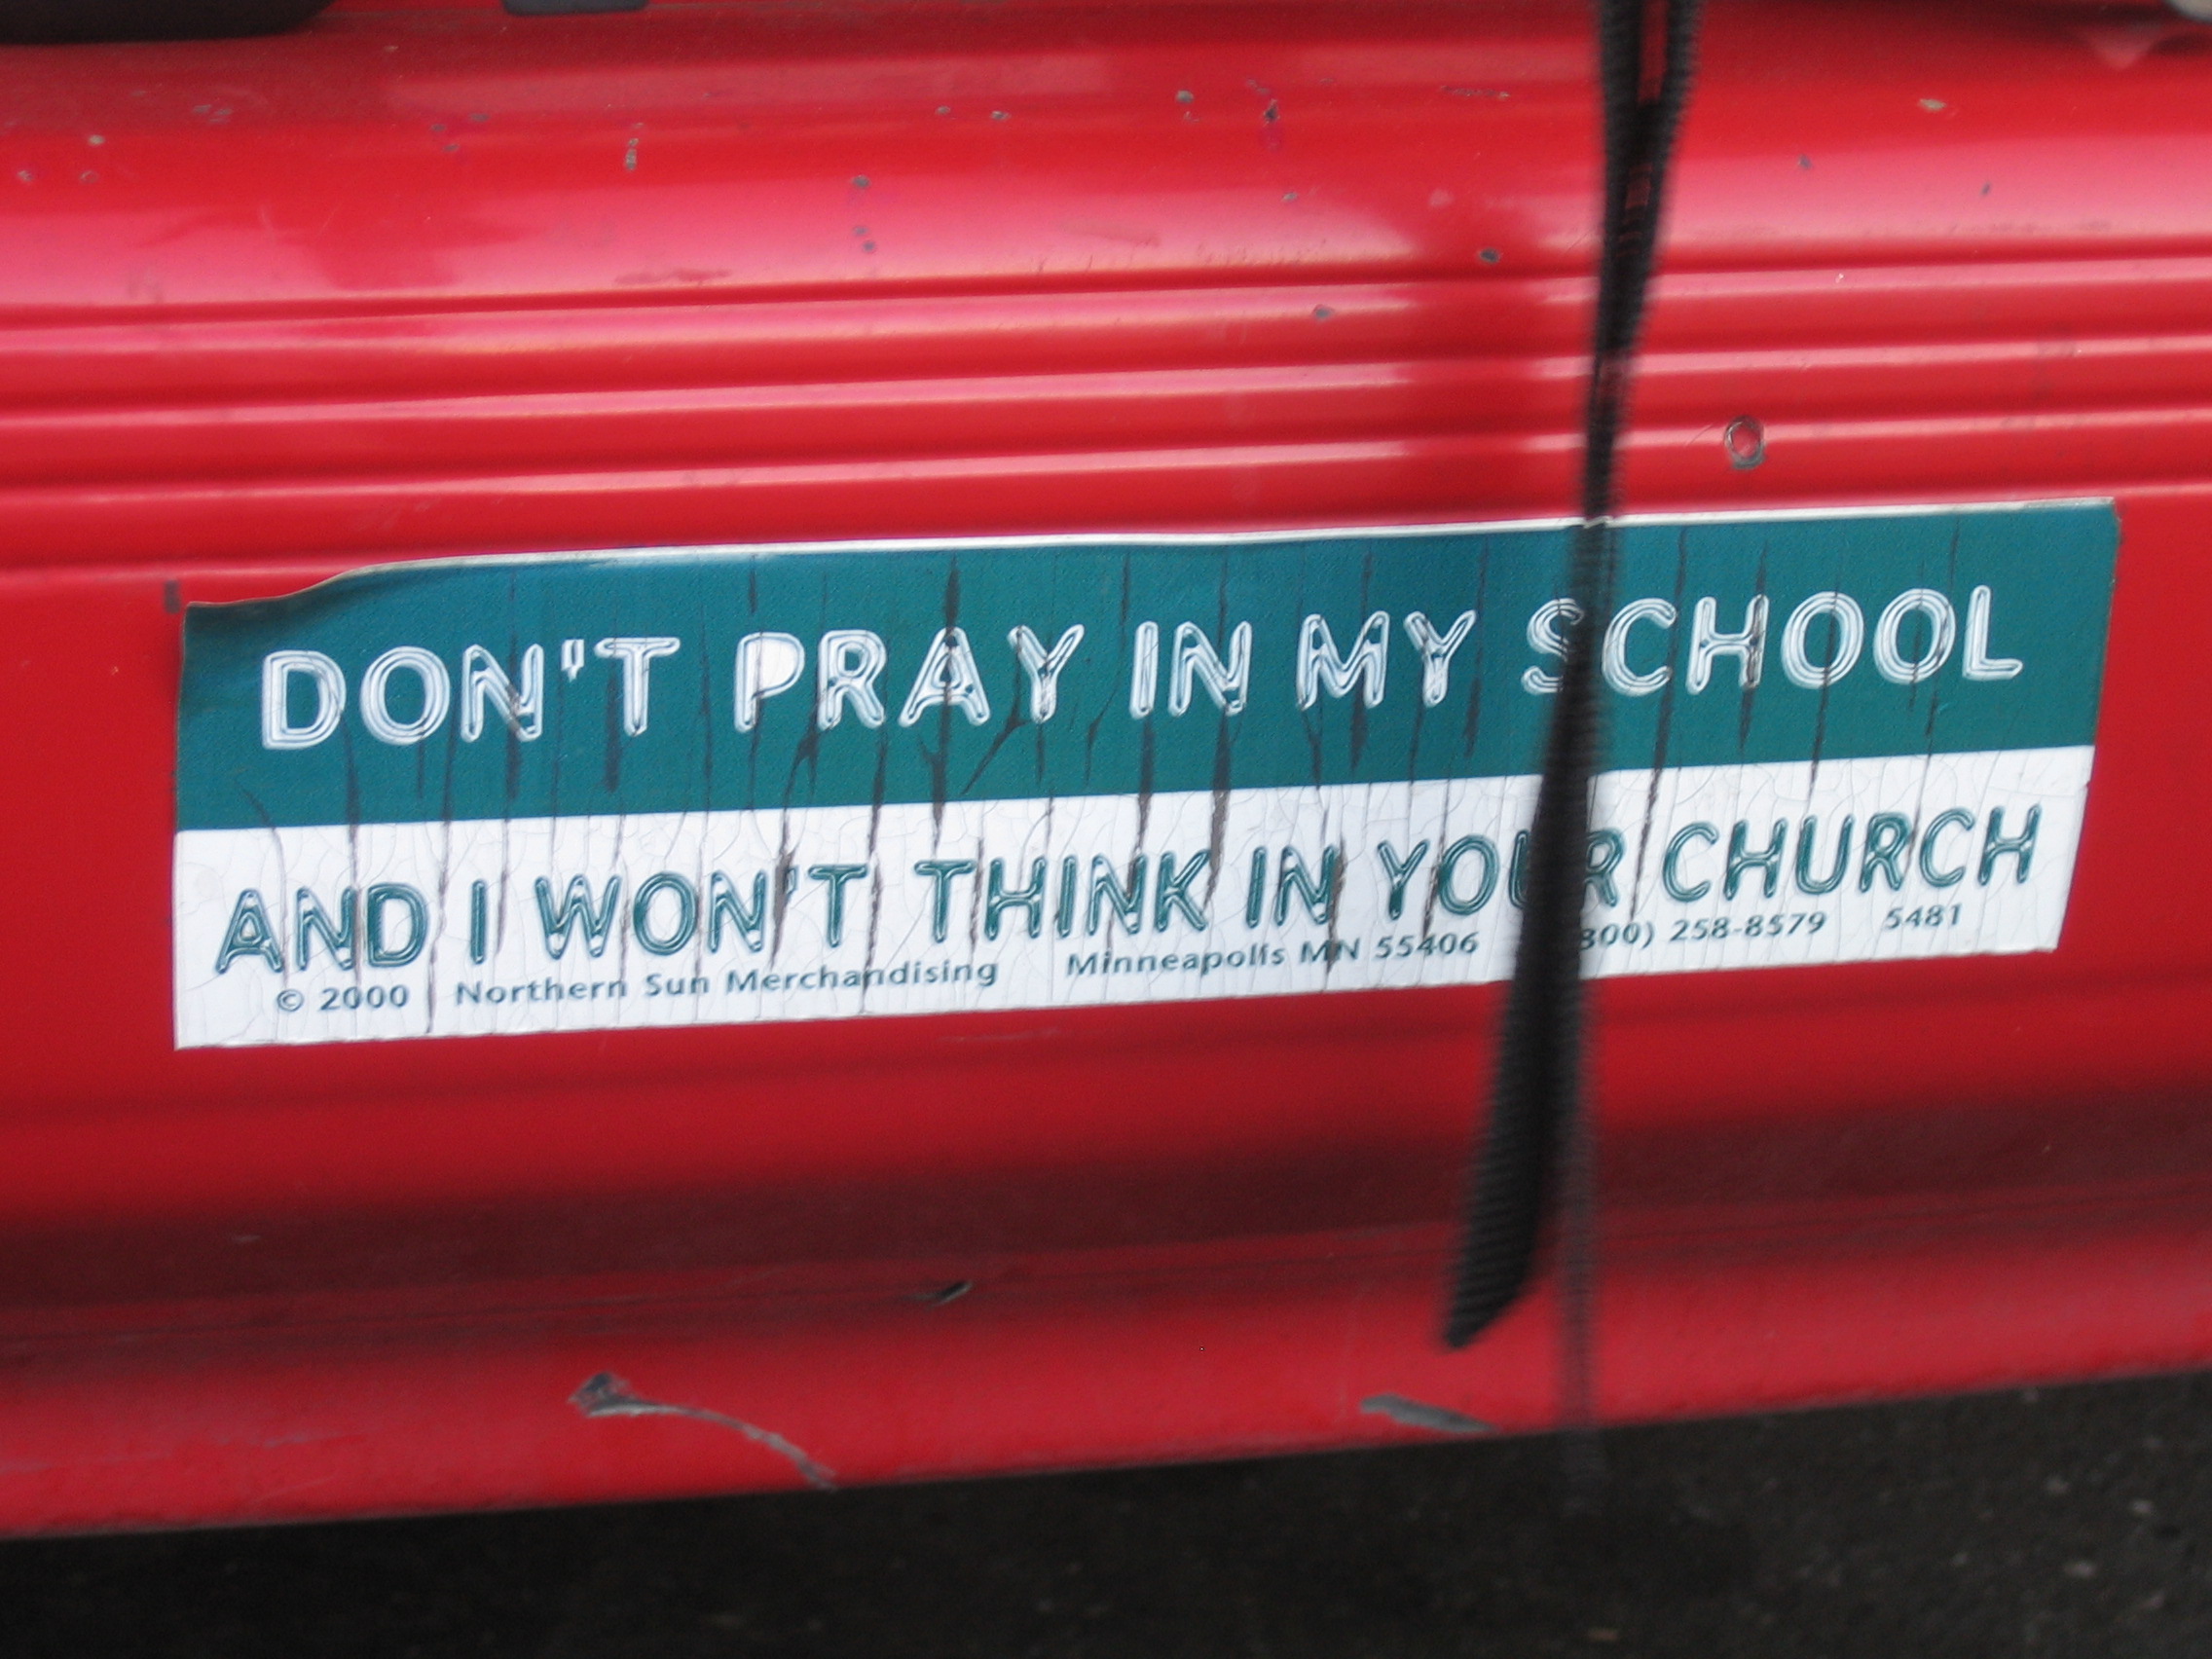 DON'T PRAY IN MY SCHOOL
AND I WON'T THINK IN YOUR CHURCH
© 2000 Northern Sun Merchandising Minneapolis MN 55406 800) 258-8579 5481